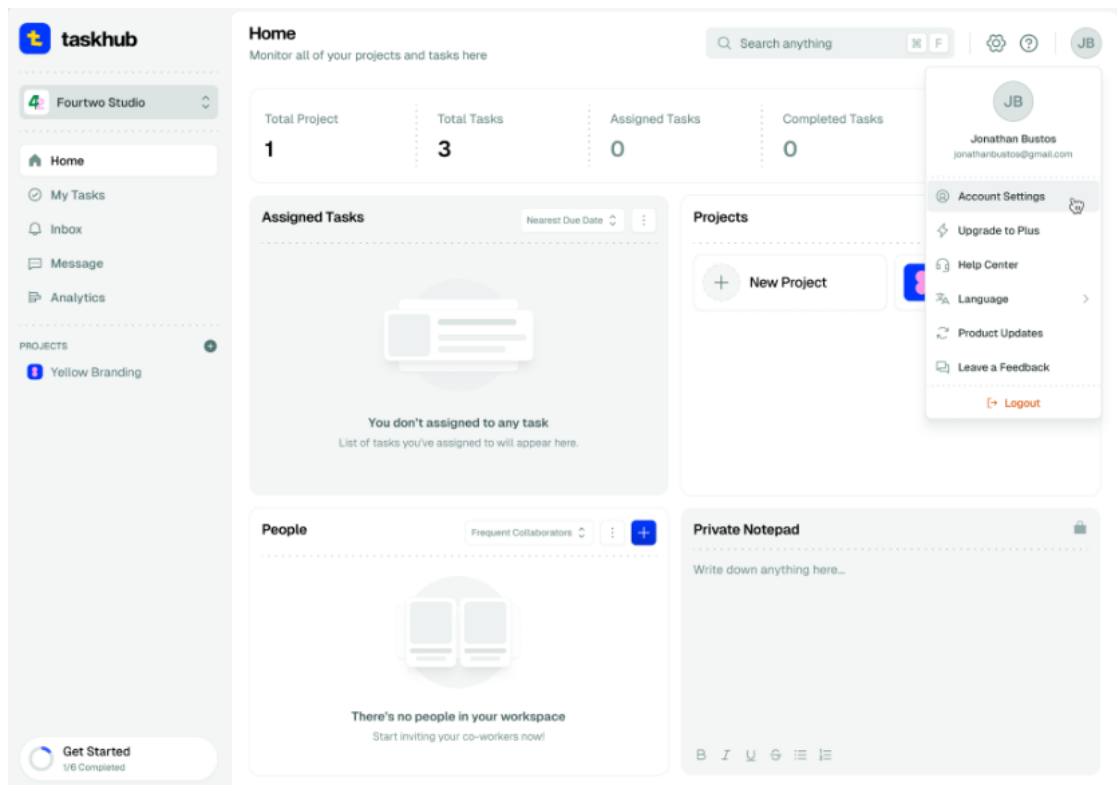 taskhub
Fourtwo Studio
Home
My Tasks
Inbox
Message
Analytics
PROJECTS
Yellow Branding
Get Started
1/6 Completed
Home
Monitor all of your projects and tasks here
Search anything
⌘ F
JB
Total Project
1
Total Tasks
3
Assigned Tasks
0
Completed Tasks
0
Assigned Tasks
Nearest Due Date
You don't assigned to any task
List of tasks you've assigned to will appear here.
Projects
New Project
People
Frequent Collaborators
There's no people in your workspace
Start inviting your co-workers now!
Private Notepad
Write down anything here...
B I U S
JB
Jonathan Bustos
jonathanbustos@gmail.com
Account Settings
Upgrade to Plus
Help Center
Language
Product Updates
Leave a Feedback
Logout